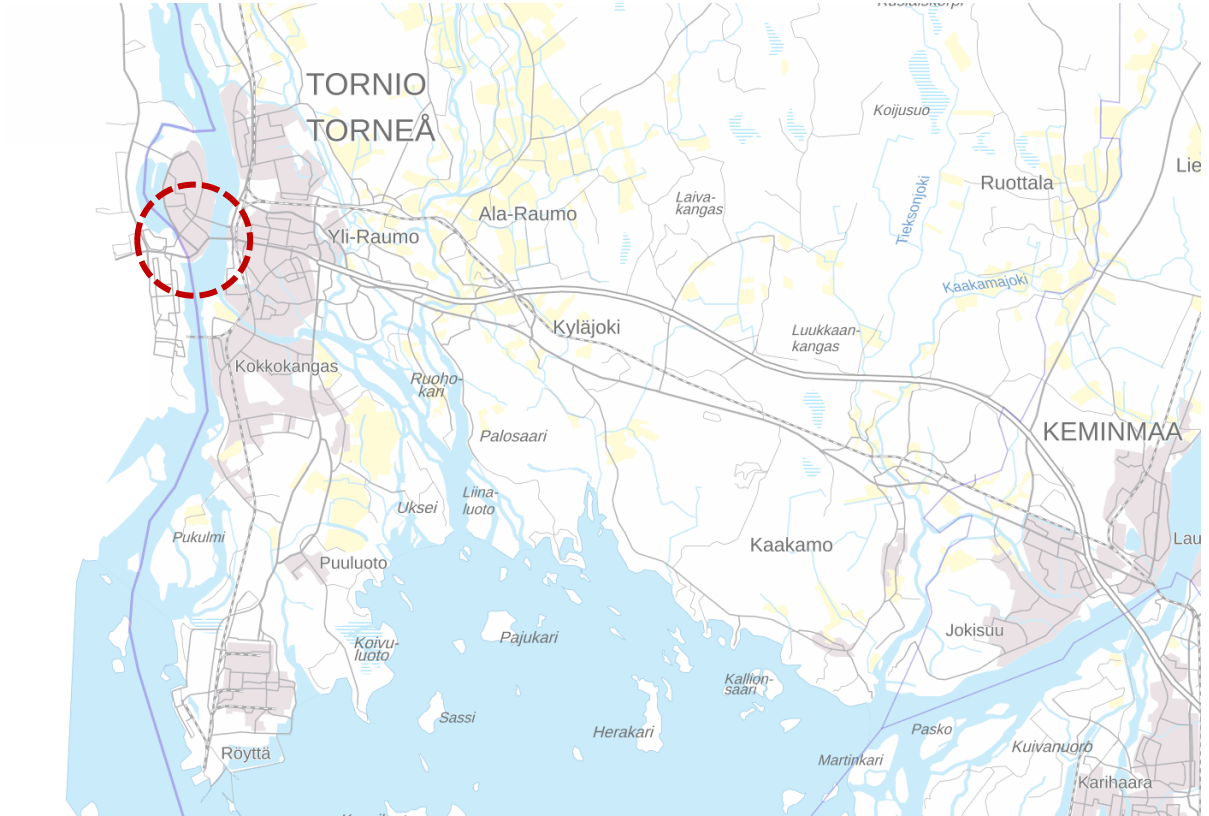 TORNIO
TORNEÅ
Koijusuo
Lie
Ruottala
Laiva-
kangas
Tieksonjoki
Ala-Raumo
Yli-Raumo
Kaakamajoki
Kyläjoki
Luukkaan-
kangas
Kokkokangas
Ruoho-
kari
Palosaari
KEMINMAA
Liina-
luoto
Uksei
Pukulmi
Lau
Kaakamo
Puuluoto
Jokisuu
Pajukari
Koivu-
luoto
Kallion-
saari
Sassi
Herakari
Pasko
Kuivanuoro
Röyttä
Martinkari
Karihaara